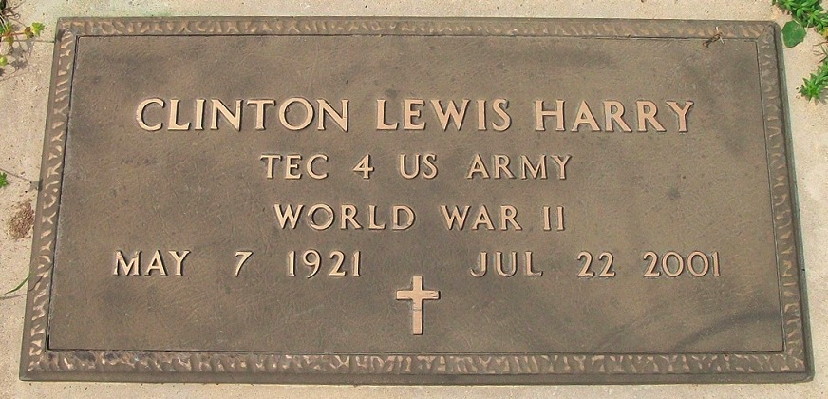 CLINTON LEWIS HARRY
TEC 4 US ARMY
WORLD WAR II
MAY 7 1921 JUL 22 2001